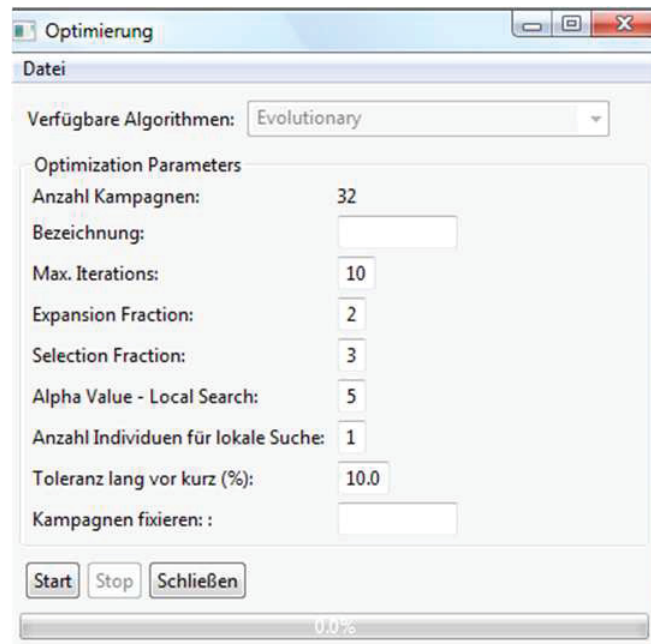 Optimierung
Datei
Verfügbare Algorithmen: Evolutionary
Optimization Parameters
Anzahl Kampagnen: 32
Bezeichnung:
Max. Iterations: 10
Expansion Fraction: 2
Selection Fraction: 3
Alpha Value - Local Search: 5
Anzahl Individuen für lokale Suche: 1
Toleranz lang vor kurz (%): 10.0
Kampagnen fixieren: :
Start Stop Schließen
0.0%